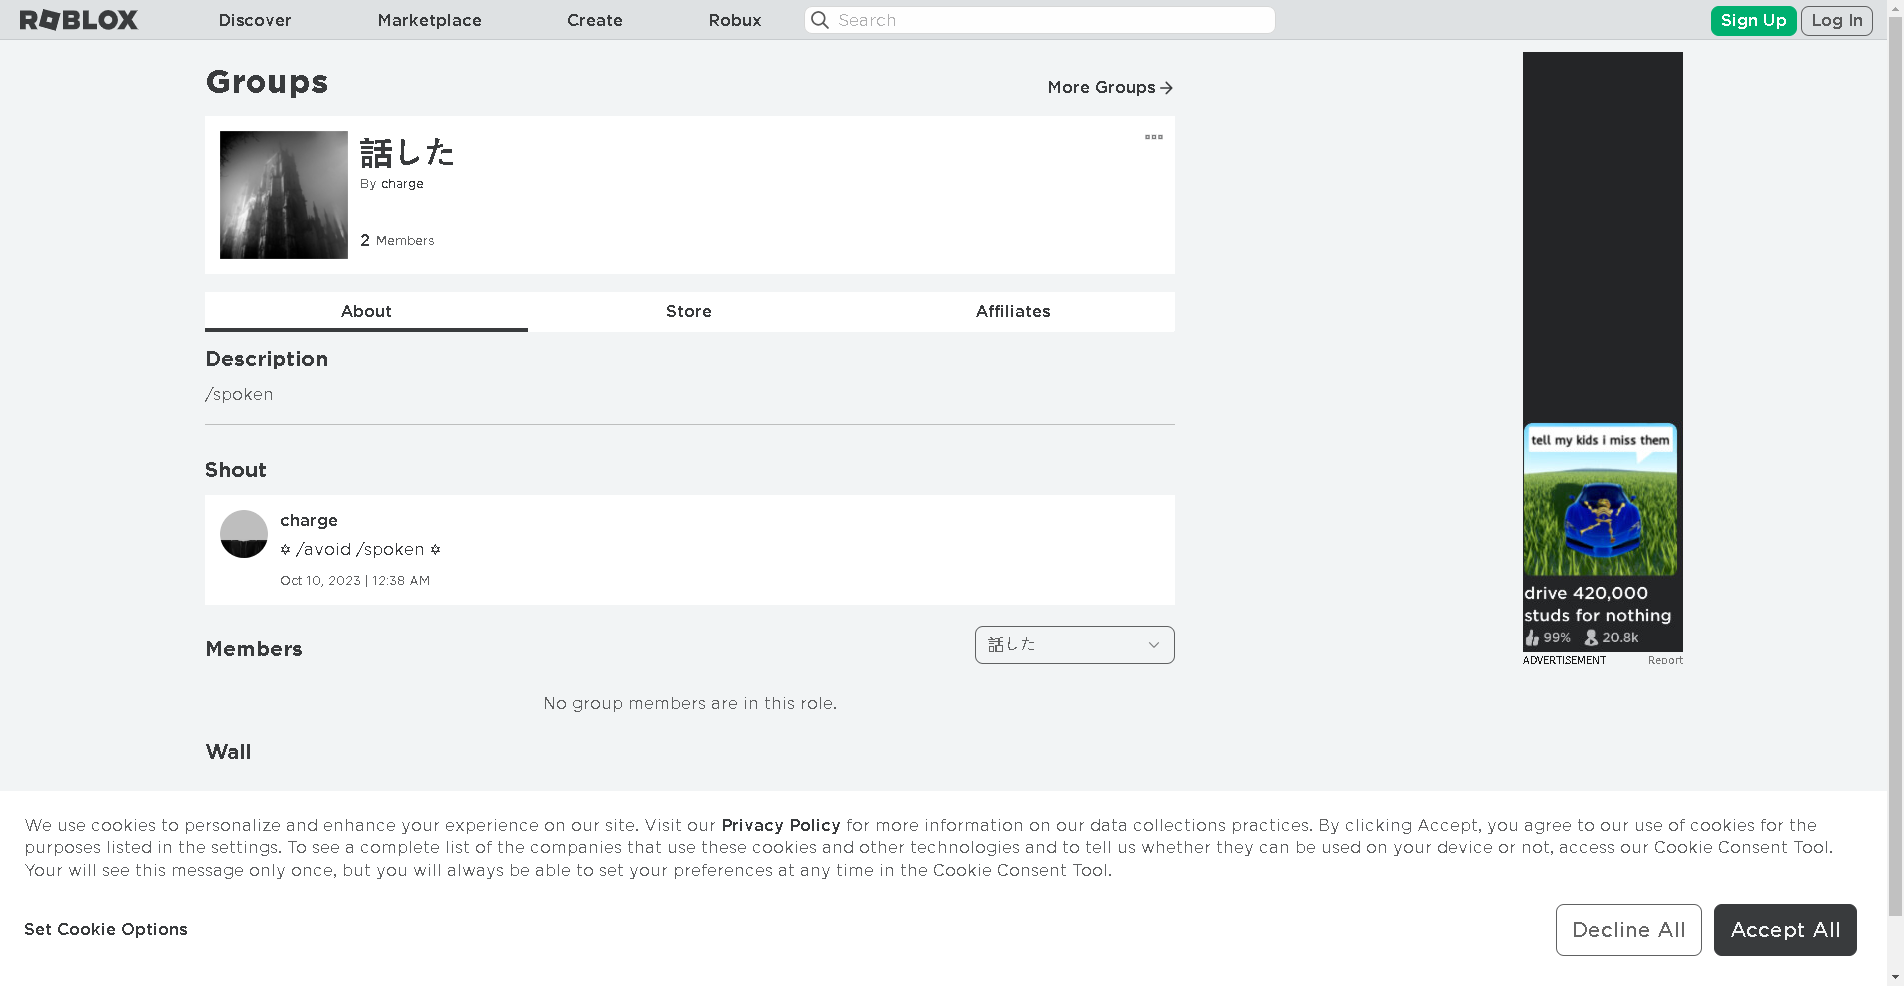 ROBLOX Discover Marketplace Create Robux Search Sign Up Log In
Groups
More Groups
話した
By charge
2 Members
About Store Affiliates
Description
/spoken
Shout
charge
✡ /avoid /spoken ✡
Oct 10, 2023 | 12:38 AM
Members
話した
No group members are in this role.
Wall
tell my kids i miss them
drive 420,000
studs for nothing
99% 20.8k
ADVERTISEMENT Report
We use cookies to personalize and enhance your experience on our site. Visit our Privacy Policy for more information on our data collections practices. By clicking Accept, you agree to our use of cookies for the
purposes listed in the settings. To see a complete list of the companies that use these cookies and other technologies and to tell us whether they can be used on your device or not, access our Cookie Consent Tool.
Your will see this message only once, but you will always be able to set your preferences at any time in the Cookie Consent Tool.
Set Cookie Options
Decline All Accept All